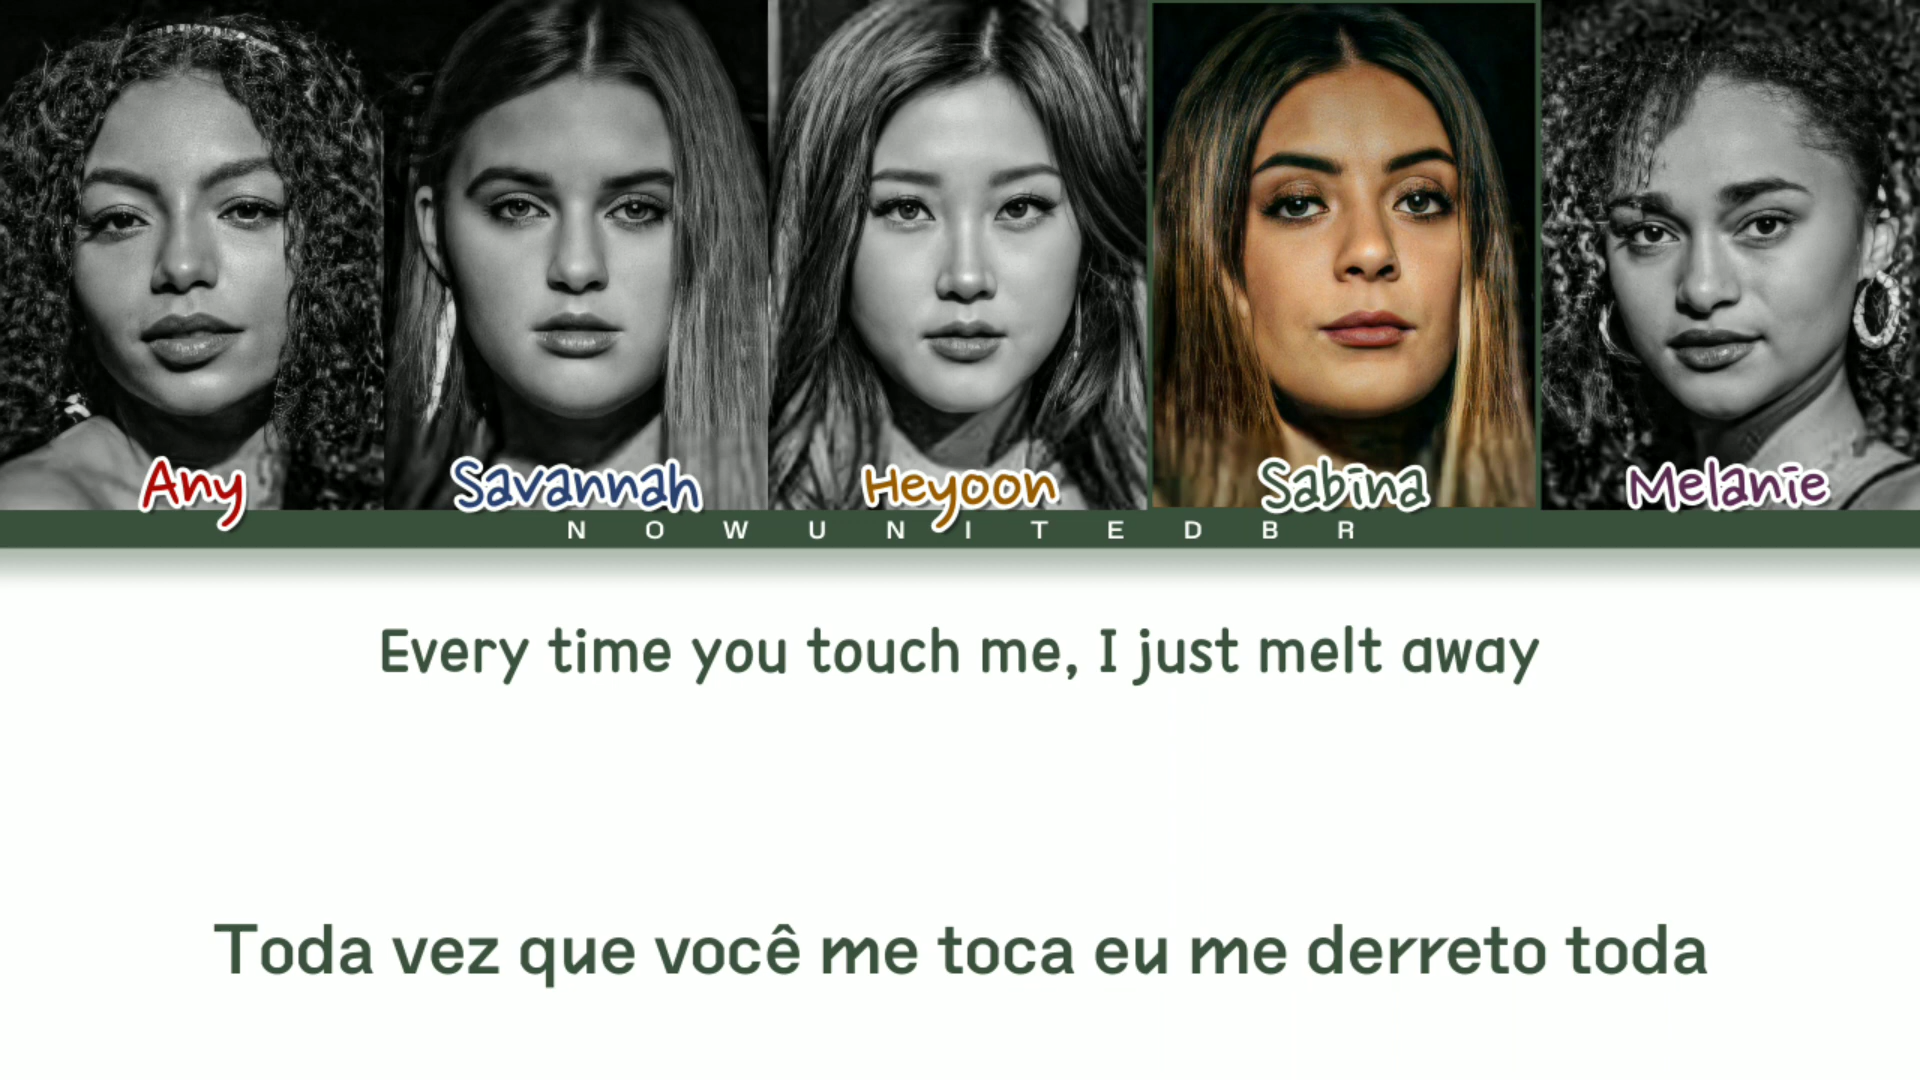 Any Savannah Heyoon Sabina Melanie
NOWUNITEDBR
Every time you touch me, I just melt away
Toda vez que você me toca eu me derreto toda